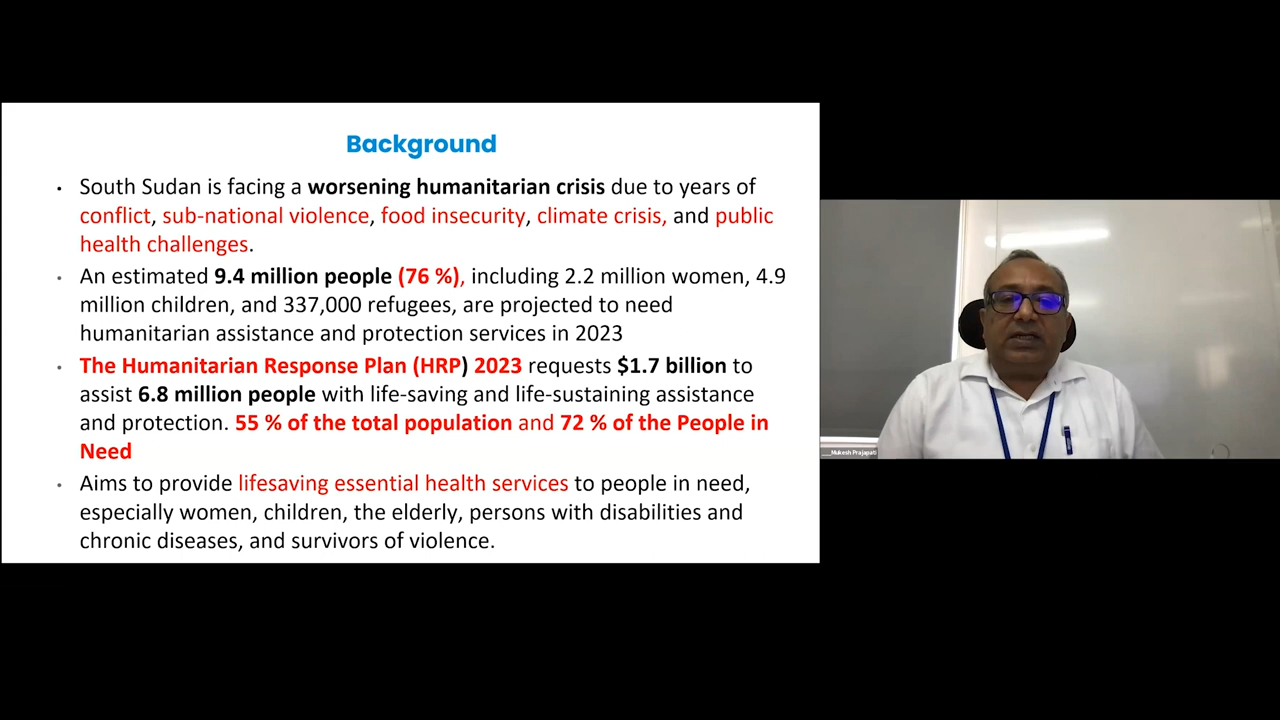 Background
• South Sudan is facing a worsening humanitarian crisis due to years of
conflict, sub-national violence, food insecurity, climate crisis, and public
health challenges.
• An estimated 9.4 million people (76 %), including 2.2 million women, 4.9
million children, and 337,000 refugees, are projected to need
humanitarian assistance and protection services in 2023
• The Humanitarian Response Plan (HRP) 2023 requests $1.7 billion to
assist 6.8 million people with life-saving and life-sustaining assistance
and protection. 55 % of the total population and 72 % of the People in
Need
• Aims to provide lifesaving essential health services to people in need,
especially women, children, the elderly, persons with disabilities and
chronic diseases, and survivors of violence.
___Mukesh Prajapati